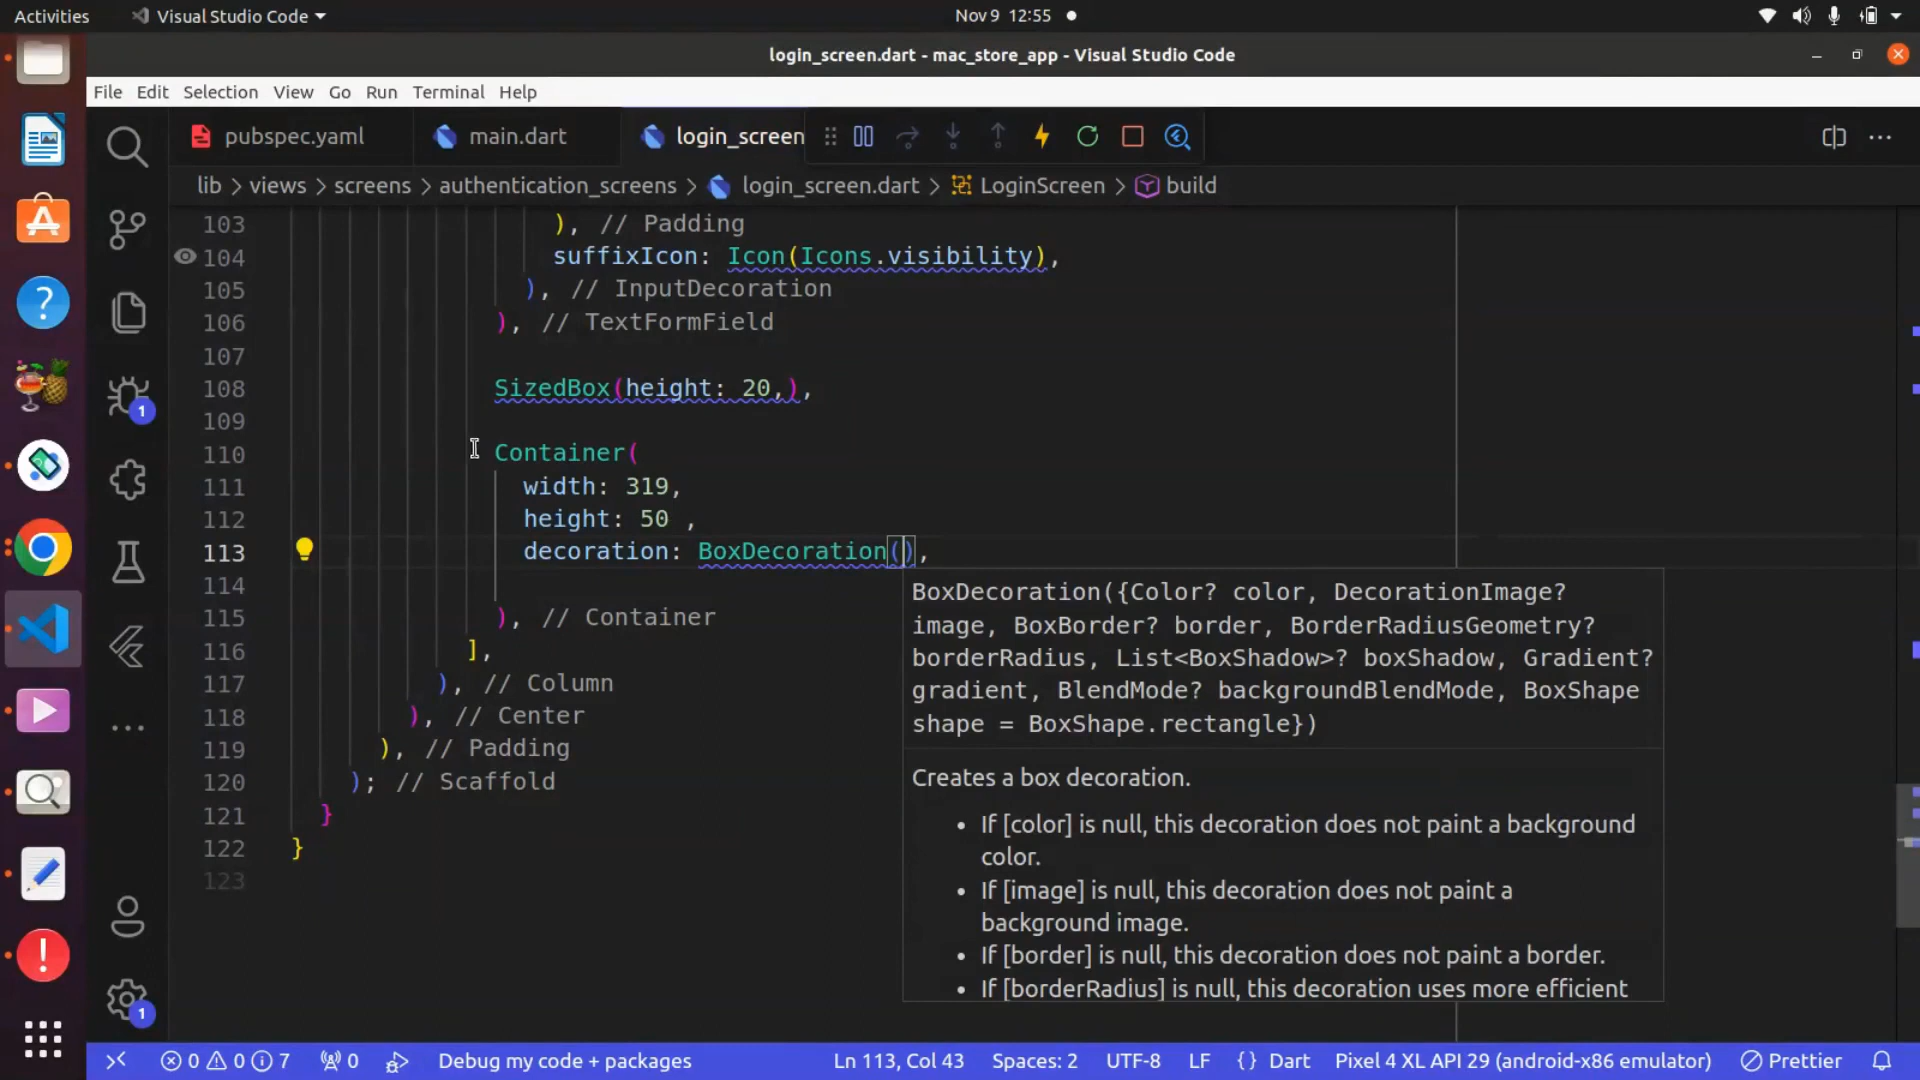 Activities
Visual Studio Code
Nov 9 12:55
login_screen.dart - mac_store_app - Visual Studio Code
File Edit Selection View Go Run Terminal Help
pubspec.yaml
main.dart
login_screen
lib > views > screens > authentication_screens > login_screen.dart > LoginScreen > build
103 ), // Padding
104 suffixIcon: Icon(Icons.visibility),
105 ), // InputDecoration
106 ), // TextFormField
107
108 SizedBox(height: 20,),
109
110 Container(
111 width: 319,
112 height: 50 ,
113 decoration: BoxDecoration(),
114
115 ), // Container
116 ],
117 ), // Column
118 ), // Center
119 ), // Padding
120 ); // Scaffold
121 }
122 }
123
BoxDecoration({Color? color, DecorationImage?
image, BoxBorder? border, BorderRadiusGeometry?
borderRadius, List<BoxShadow>? boxShadow, Gradient?
gradient, BlendMode? backgroundBlendMode, BoxShape
shape = BoxShape.rectangle})
Creates a box decoration.
• If [color] is null, this decoration does not paint a background
color.
• If [image] is null, this decoration does not paint a
background image.
• If [border] is null, this decoration does not paint a border.
• If [borderRadius] is null, this decoration uses more efficient
1
1
0 0 7 0 Debug my code + packages Ln 113, Col 43 Spaces: 2 UTF-8 LF {} Dart Pixel 4 XL API 29 (android-x86 emulator) Prettier